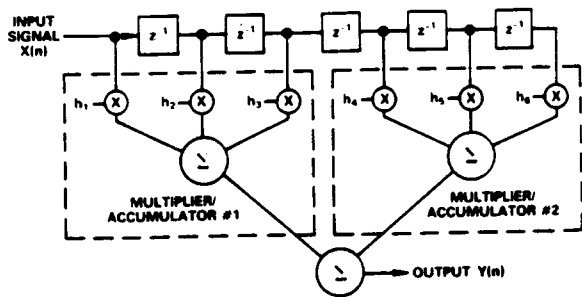 INPUT
SIGNAL
X(n)
z⁻¹ z⁻¹ z⁻¹ z⁻¹ z⁻¹
h₁ X h₂ X h₃ X h₄ X h₅ X h₆ X
Σ Σ
MULTIPLIER/
ACCUMULATOR #1
MULTIPLIER/
ACCUMULATOR #2
Σ OUTPUT Y(n)